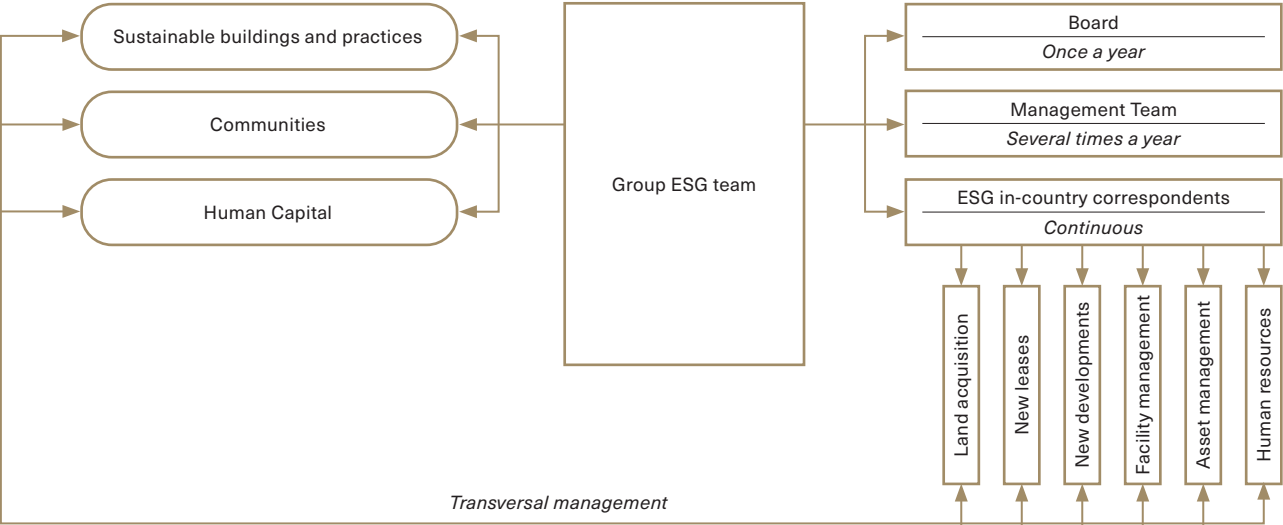 Sustainable buildings and practices
Communities
Human Capital
Group ESG team
Board
Once a year
Management Team
Several times a year
ESG in-country correspondents
Continuous
Land acquisition
New leases
New developments
Facility management
Asset management
Human resources
Transversal management